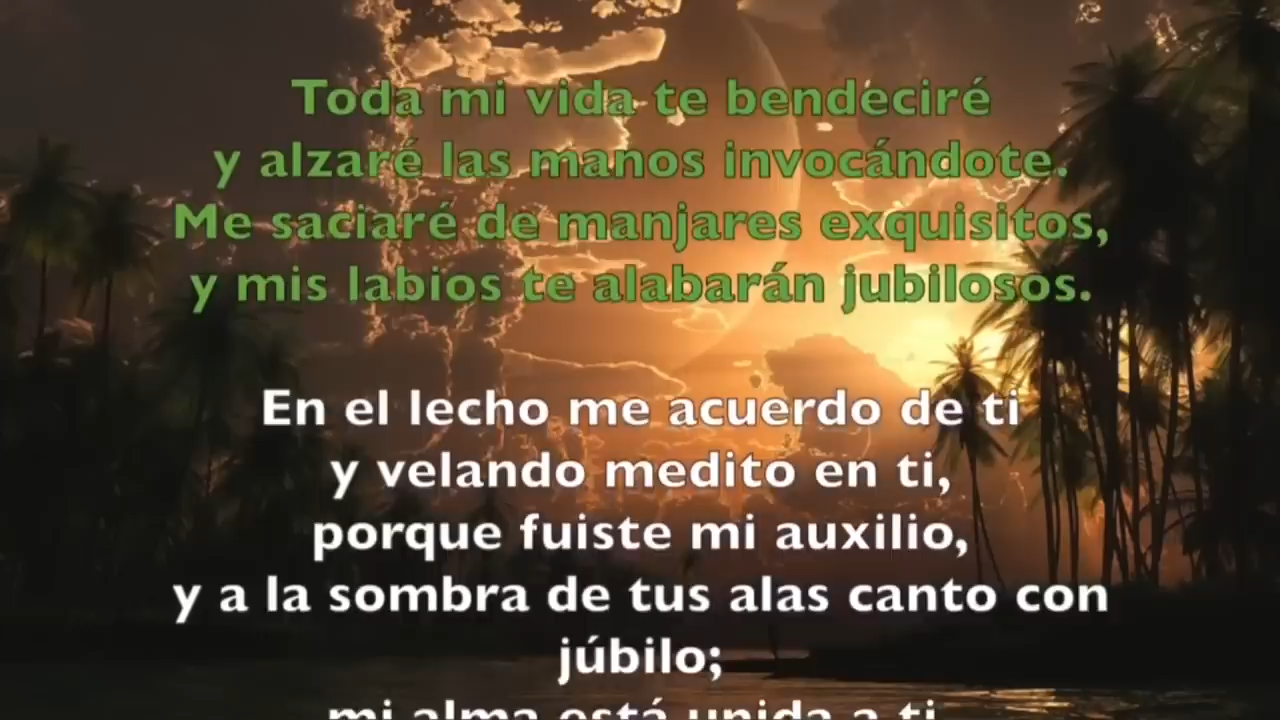 Toda mi vida te bendeciré
y alzaré las manos invocándote.
Me saciaré de manjares exquisitos,
y mis labios te alabarán jubilosos.
En el lecho me acuerdo de ti
y velando medito en ti,
porque fuiste mi auxilio,
y a la sombra de tus alas canto con
júbilo;
mi alma está unida a ti